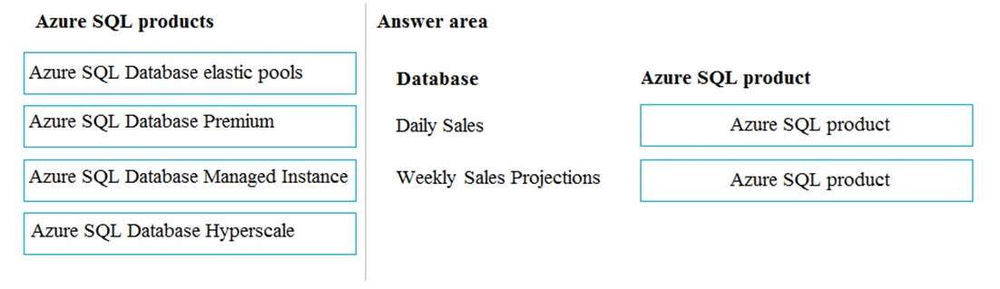 Azure SQL products
Azure SQL Database elastic pools
Azure SQL Database Premium
Azure SQL Database Managed Instance
Azure SQL Database Hyperscale
Answer area
Database Azure SQL product
Daily Sales Azure SQL product
Weekly Sales Projections Azure SQL product